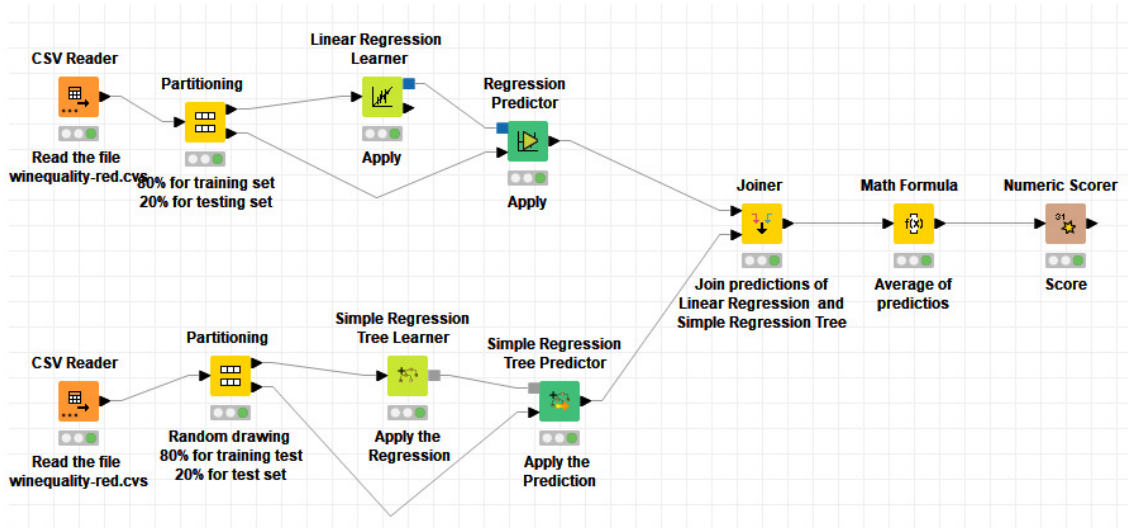 Linear Regression
Learner
CSV Reader
Partitioning
Regression
Predictor
Read the file
winequality-red.cvs
80% for training set
20% for testing set
Apply
Apply
Joiner
Math Formula
Numeric Scorer
f(x)
31
Join predictions of
Linear Regression and
Simple Regression Tree
Average of
predictios
Score
CSV Reader
Partitioning
Simple Regression
Tree Learner
Simple Regression
Tree Predictor
Read the file
winequality-red.cvs
Random drawing
80% for training test
20% for test set
Apply the
Regression
Apply the
Prediction